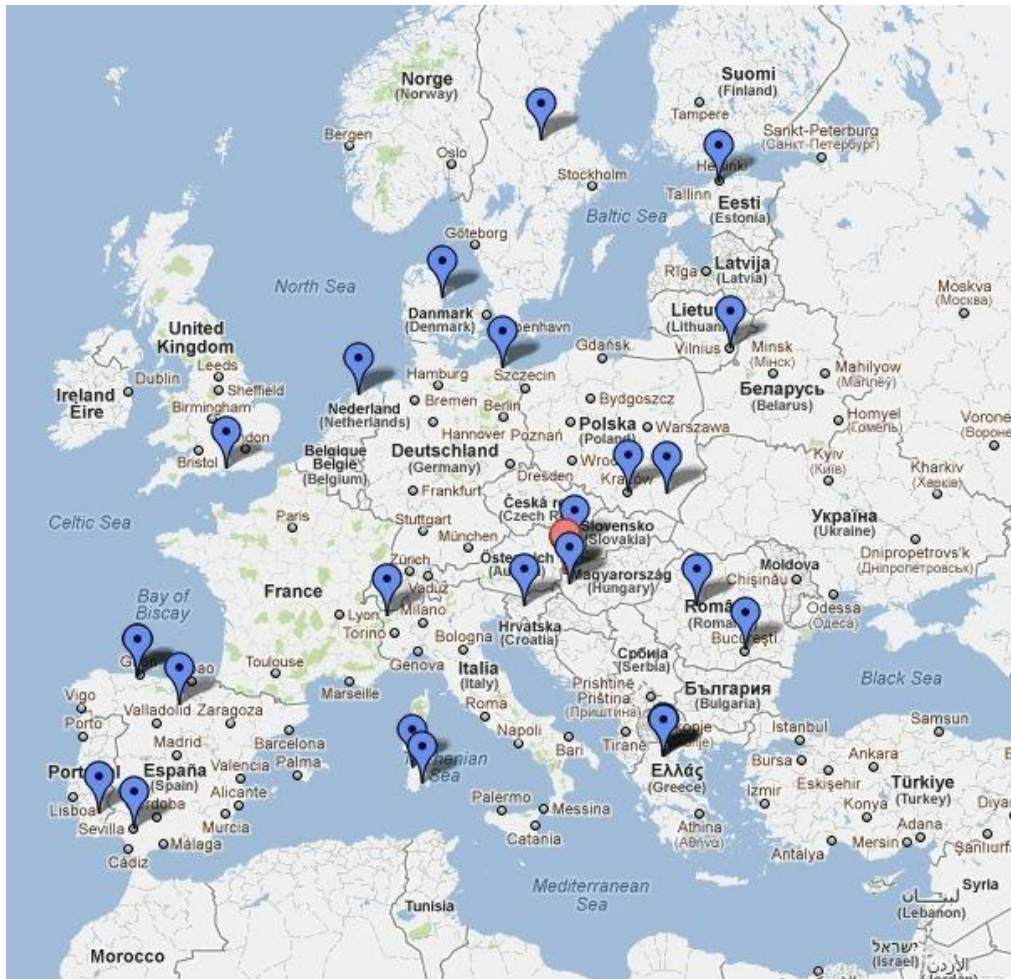 Norge
(Norway)
Suomi
(Finland)
Tampere
Sankt-Peterburg
(Санкт-Петербург)
Bergen
Oslo
Helsinki
Stockholm
Tallinn
Eesti
(Estonia)
Baltic Sea
Göteborg
North Sea
Latvija
(Latvia)
Rīga
Moskva
(Москва)
Danmark
(Denmark)
United
Kingdom
Vilnius
Minsk
(Мінск)
Gdańsk
Mahilyow
Беларусь
(Belarus)
Dublin
Leeds
Sheffield
Ireland
Éire
Hamburg
Szczecin
Bremen
Bydgoszcz
Nederland
(Netherlands)
Berlin
Birmingham
Hannover
Poznań
Polska
(Poland)
Warszawa
Homyel
(Гомель)
Bristol
Belgique
België
(Belgium)
Deutschland
(Germany)
Dresden
Kyiv
(Київ)
Kharkiv
(Харків)
Frankfurt
Celtic Sea
Paris
Stuttgart
München
Slovensko
(Slovakia)
Україна
(Ukraine)
Dnipropetrovs'k
(Дніпропетровськ)
Zürich
Vaduz
Magyarország
(Hungary)
Moldova
Chişinău
Bay of
Biscay
France
Lyon
Milano
Torino
Odessa
(Одеса)
Hrvatska
(Croatia)
Bologna
Genova
Србија
(Serbia)
Bucureşti
Toulouse
Marseille
Italia
(Italy)
Prishtinë
Priština
(Приштина)
България
(Bulgaria)
Black Sea
Vigo
Porto
Valladolid
Zaragoza
Roma
Napoli
Bari
Tiranë
Istanbul
Samsun
Madrid
Barcelona
Palma
Bursa
Ankara
España
(Spain)
Valencia
Eskişehir
Türkiye
(Turkey)
Ελλάς
(Greece)
Lisboa
Alicante
Izmir
Konya
Sevilla
Murcia
Palermo
Messina
Catania
Athina
(Αθήνα)
Adana
Mersin
Cádiz
Málaga
Antalya
Mediterranean
Sea
Tunisia
Syria
لبنان
(Lebanon)
Morocco
ישראל
(Israel)
الأردن